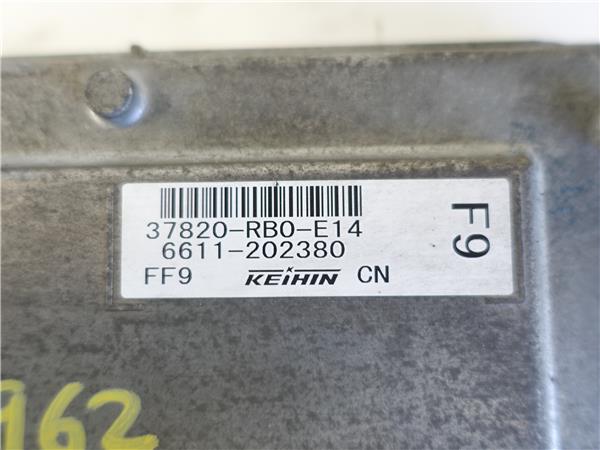 37820-RB0-E14
6611-202380
FF9 KEIHIN CN
F9
962